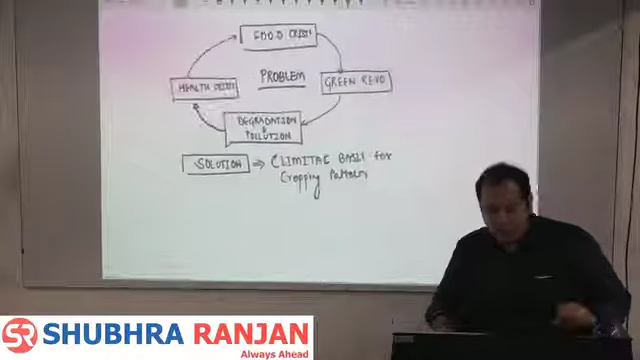 FOOD CRISIS
PROBLEM
HEALTH CRISIS
GREEN REVO
DEGRADATION
&
POLLUTION
SOLUTION ⇒ CLIMATIC BASIS for
Cropping Pattern
SR SHUBHRA RANJAN
Always Ahead